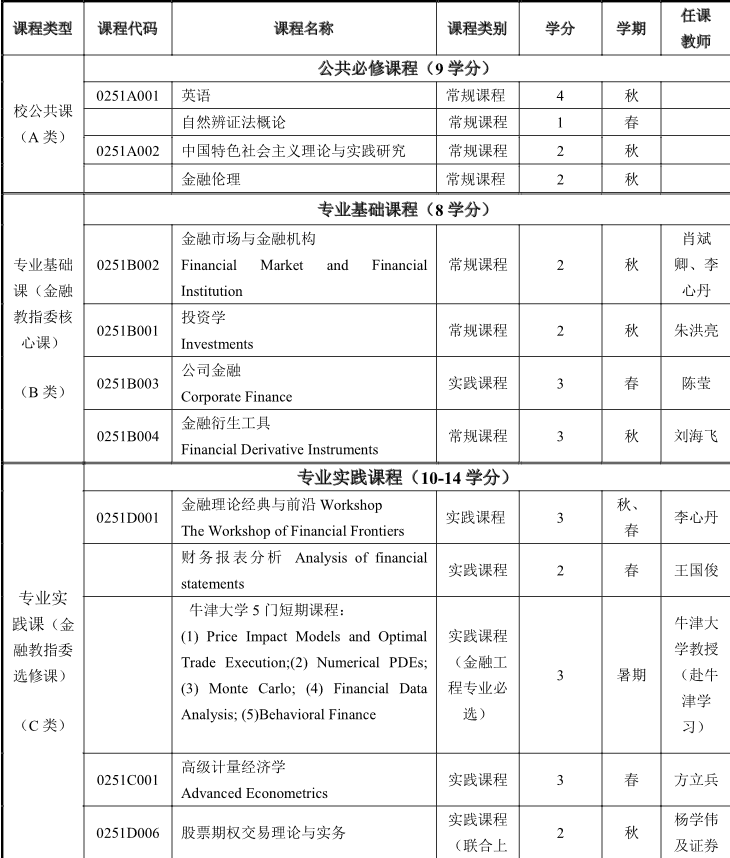 课程类型 课程代码 课程名称 课程类别 学分 学期 任课
教师
校公共课
（A 类）
公共必修课程（9 学分）
0251A001 英语 常规课程 4 秋
自然辨证法概论 常规课程 1 春
0251A002 中国特色社会主义理论与实践研究 常规课程 2 秋
金融伦理 常规课程 2 秋
专业基础
课（金融
教指委核
心课）
（B 类）
专业基础课程（8 学分）
0251B002 金融市场与金融机构
Financial Market and Financial
Institution
常规课程 2 秋 肖斌
卿、李
心丹
0251B001 投资学
Investments
常规课程 2 秋 朱洪亮
0251B003 公司金融
Corporate Finance
实践课程 3 春 陈莹
0251B004 金融衍生工具
Financial Derivative Instruments
常规课程 3 秋 刘海飞
专业实
践课（金
融教指委
选修课）
（C 类）
专业实践课程（10-14 学分）
0251D001 金融理论经典与前沿 Workshop
The Workshop of Financial Frontiers
实践课程 3 秋、
春
李心丹
财务报表分析 Analysis of financial
statements
实践课程 2 春 王国俊
牛津大学 5 门短期课程：
(1) Price Impact Models and Optimal
Trade Execution;(2) Numerical PDEs;
(3) Monte Carlo; (4) Financial Data
Analysis; (5)Behavioral Finance
实践课程
（金融工
程专业必
选）
3 暑期 牛津大
学教授
（赴牛
津学
习）
0251C001 高级计量经济学
Advanced Econometrics
实践课程 3 春 方立兵
0251D006 股票期权交易理论与实务 实践课程
（联合上
2 秋 杨学伟
及证券